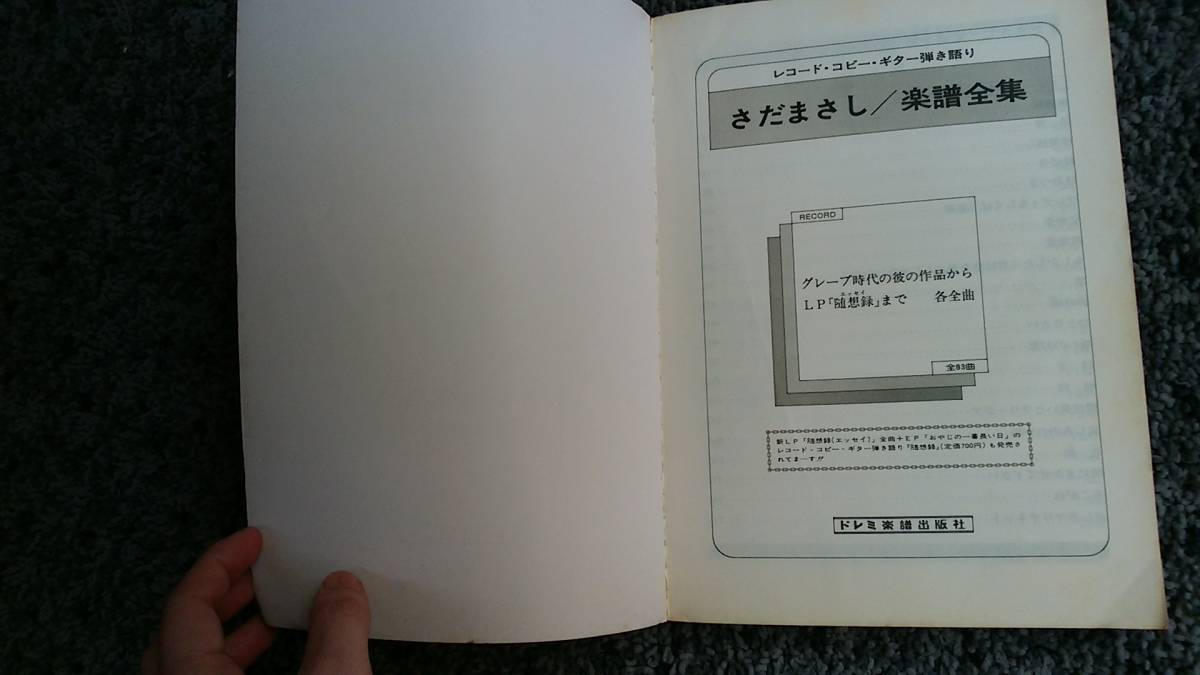 レコード・コピー・ギター弾き語り
さだまさし／楽譜全集
RECORD
グレープ時代の彼の作品から
エッセイ
LP「随想録」まで　各全曲
全83曲
新LP「随想録(エッセイ)」全曲+EP「おやじの一番長い日」の
レコード・コピー・ギター弾き語り「随想録」(定価700円)も発売さ
れてま―すが
ドレミ楽譜出版社